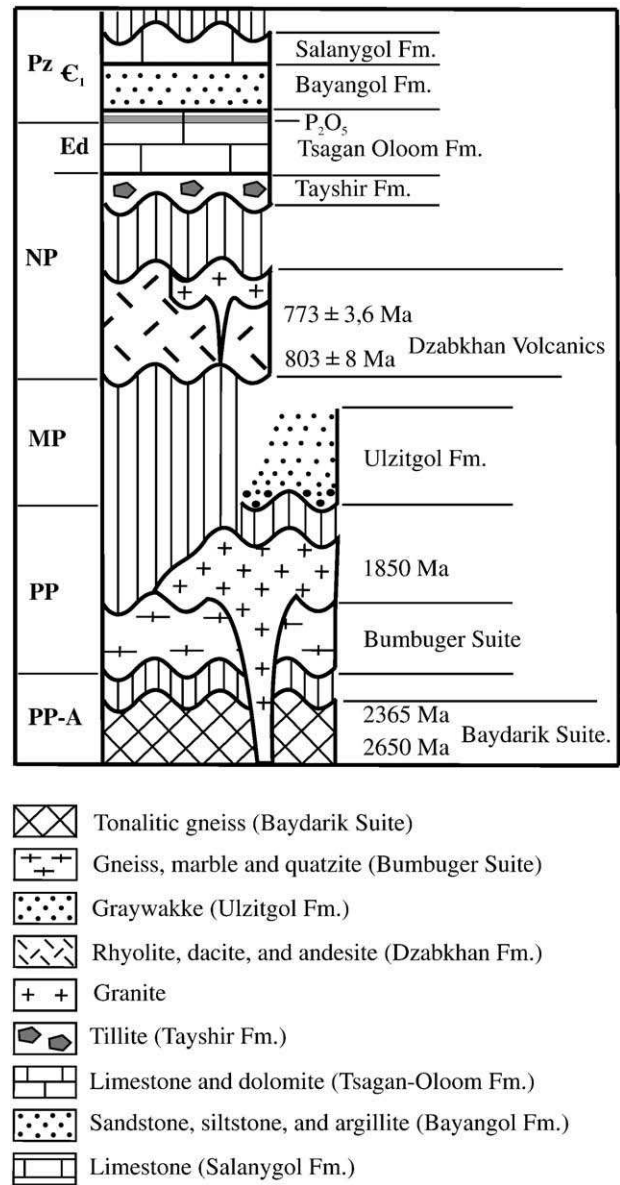 Pz Є₁
Salanygol Fm.
Bayangol Fm.
P₂O₅
Ed
Tsagan Oloom Fm.
Tayshir Fm.
NP
773 ± 3,6 Ma
Dzabkhan Volcanics
803 ± 8 Ma
MP
Ulzitgol Fm.
PP
1850 Ma
Bumbuger Suite
PP-A
2365 Ma
Baydarik Suite.
2650 Ma
Tonalitic gneiss (Baydarik Suite)
Gneiss, marble and quatzite (Bumbuger Suite)
Graywakke (Ulzitgol Fm.)
Rhyolite, dacite, and andesite (Dzabkhan Fm.)
Granite
Tillite (Tayshir Fm.)
Limestone and dolomite (Tsagan-Oloom Fm.)
Sandstone, siltstone, and argillite (Bayangol Fm.)
Limestone (Salanygol Fm.)